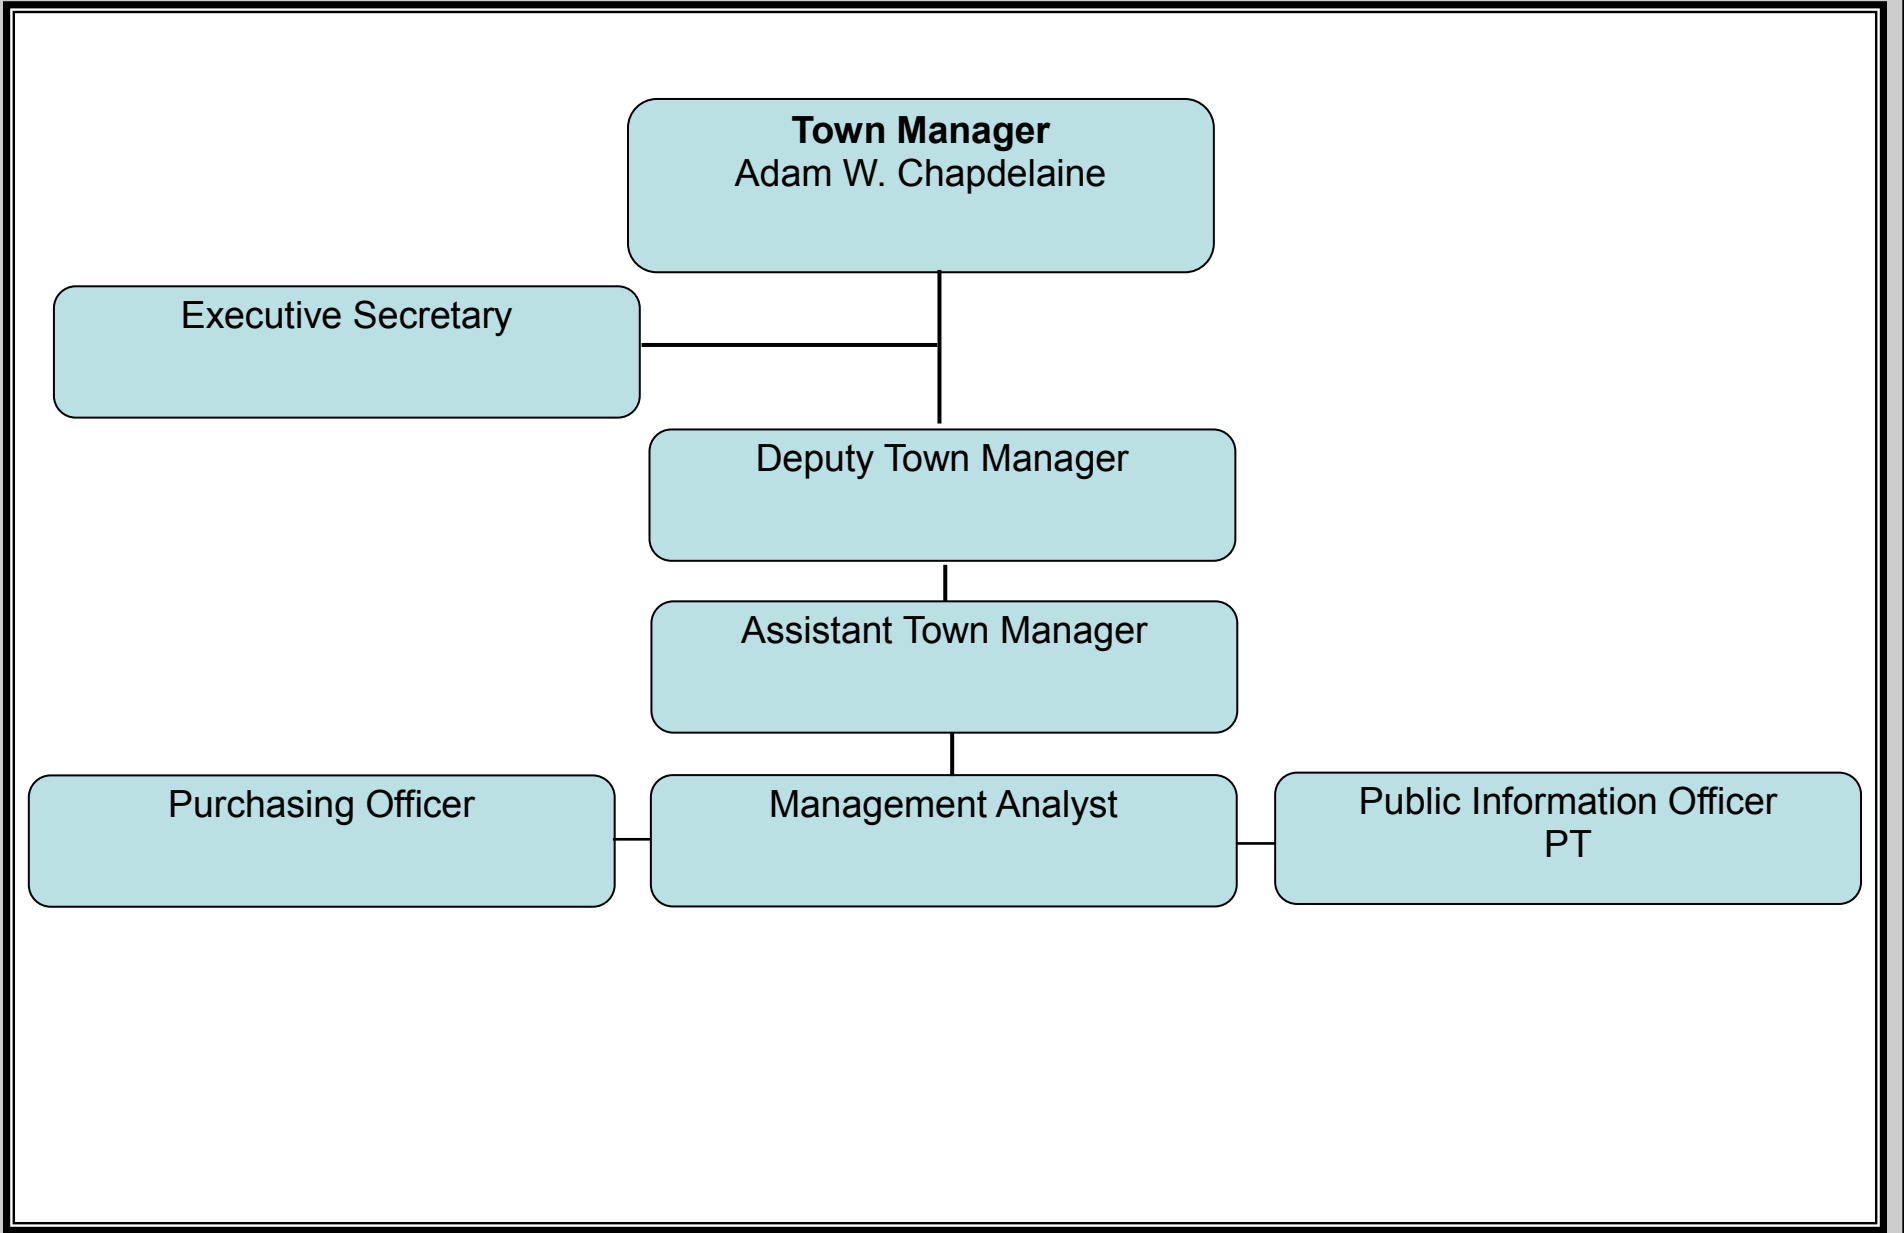 Town Manager
Adam W. Chapdelaine
Executive Secretary
Deputy Town Manager
Assistant Town Manager
Purchasing Officer
Management Analyst
Public Information Officer
PT